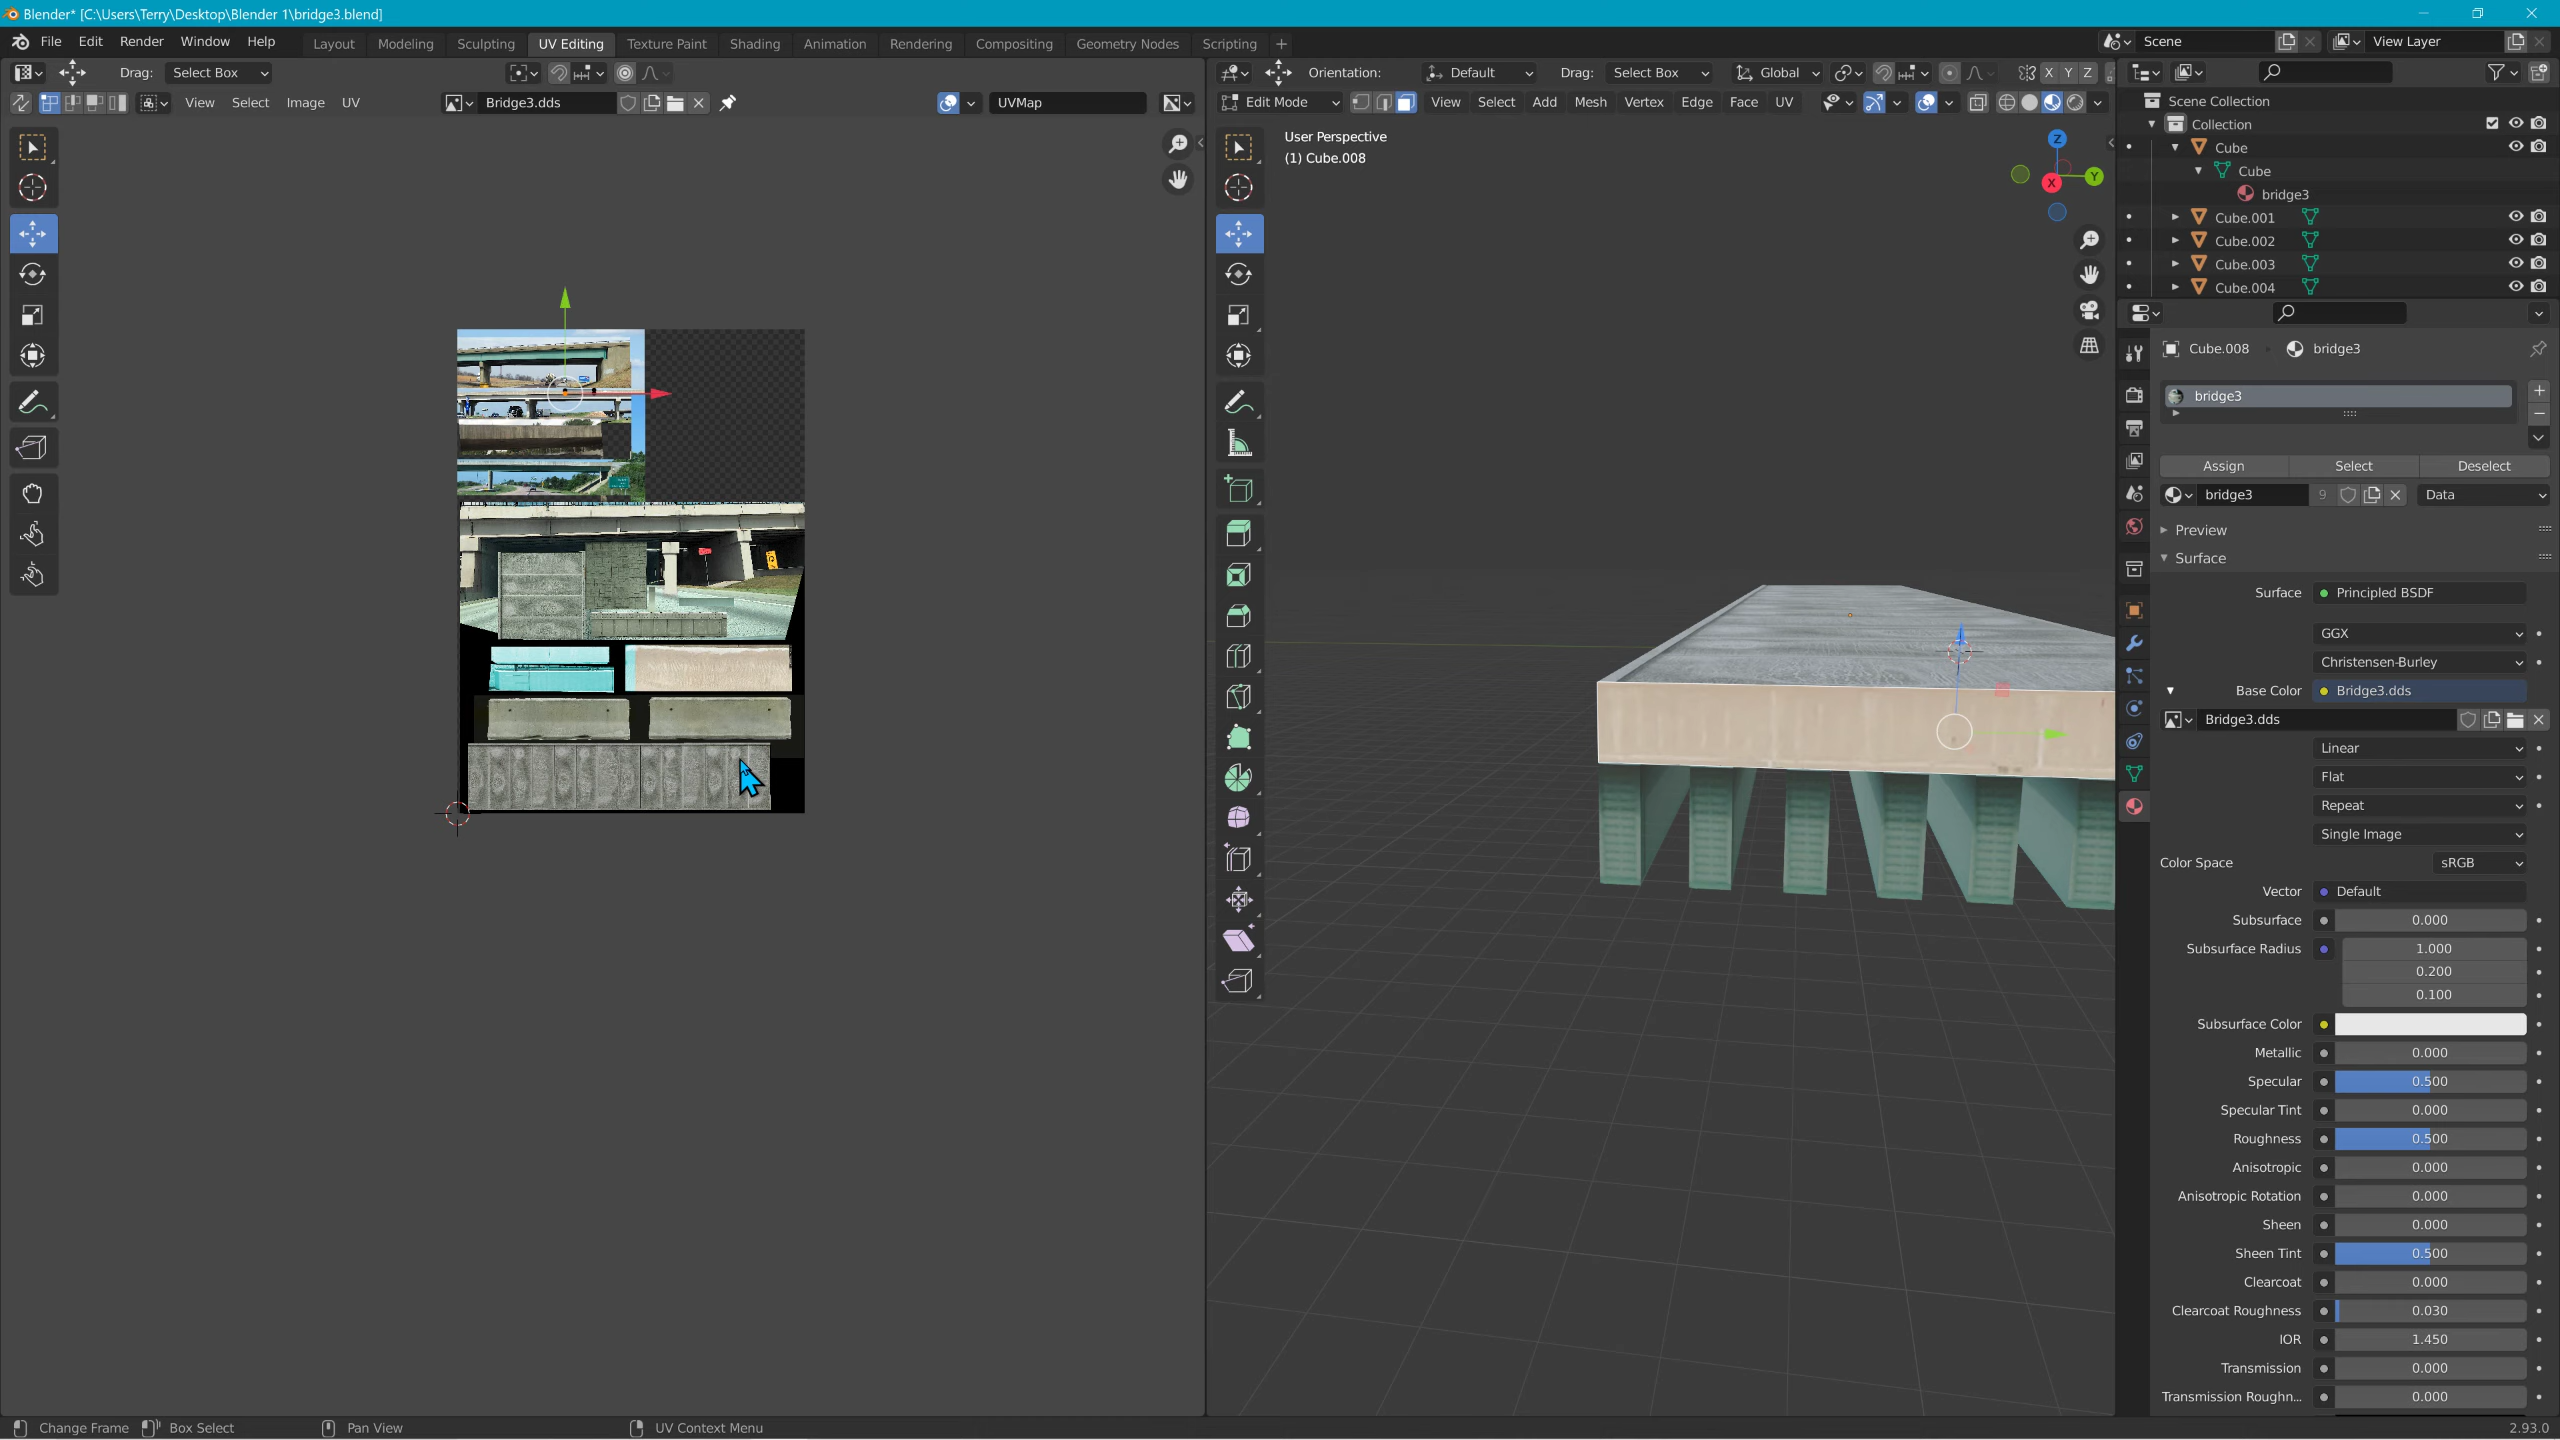 Blender* [C:\Users\Terry\Desktop\Blender 1\bridge3.blend]
File Edit Render Window Help Layout Modeling Sculpting UV Editing Texture Paint Shading Animation Rendering Compositing Geometry Nodes Scripting + Scene View Layer
Drag: Select Box Orientation: Default Drag: Select Box Global X Y Z
View Select Image UV Bridge3.dds UVMap Edit Mode View Select Add Mesh Vertex Edge Face UV
Scene Collection
Collection
Cube
Cube
bridge3
Cube.001
Cube.002
Cube.003
Cube.004
User Perspective
(1) Cube.008
Z
X Y
Cube.008 bridge3
bridge3
Assign Select Deselect
bridge3 9 Data
Preview
Surface
Surface Principled BSDF
GGX
Christensen-Burley
Base Color Bridge3.dds
Bridge3.dds
Linear
Flat
Repeat
Single Image
Color Space sRGB
Vector Default
Subsurface 0.000
Subsurface Radius 1.000
0.200
0.100
Subsurface Color
Metallic 0.000
Specular 0.500
Specular Tint 0.000
Roughness 0.500
Anisotropic 0.000
Anisotropic Rotation 0.000
Sheen 0.000
Sheen Tint 0.500
Clearcoat 0.000
Clearcoat Roughness 0.030
IOR 1.450
Transmission 0.000
Transmission Roughn... 0.000
Change Frame Box Select Pan View UV Context Menu 2.93.0